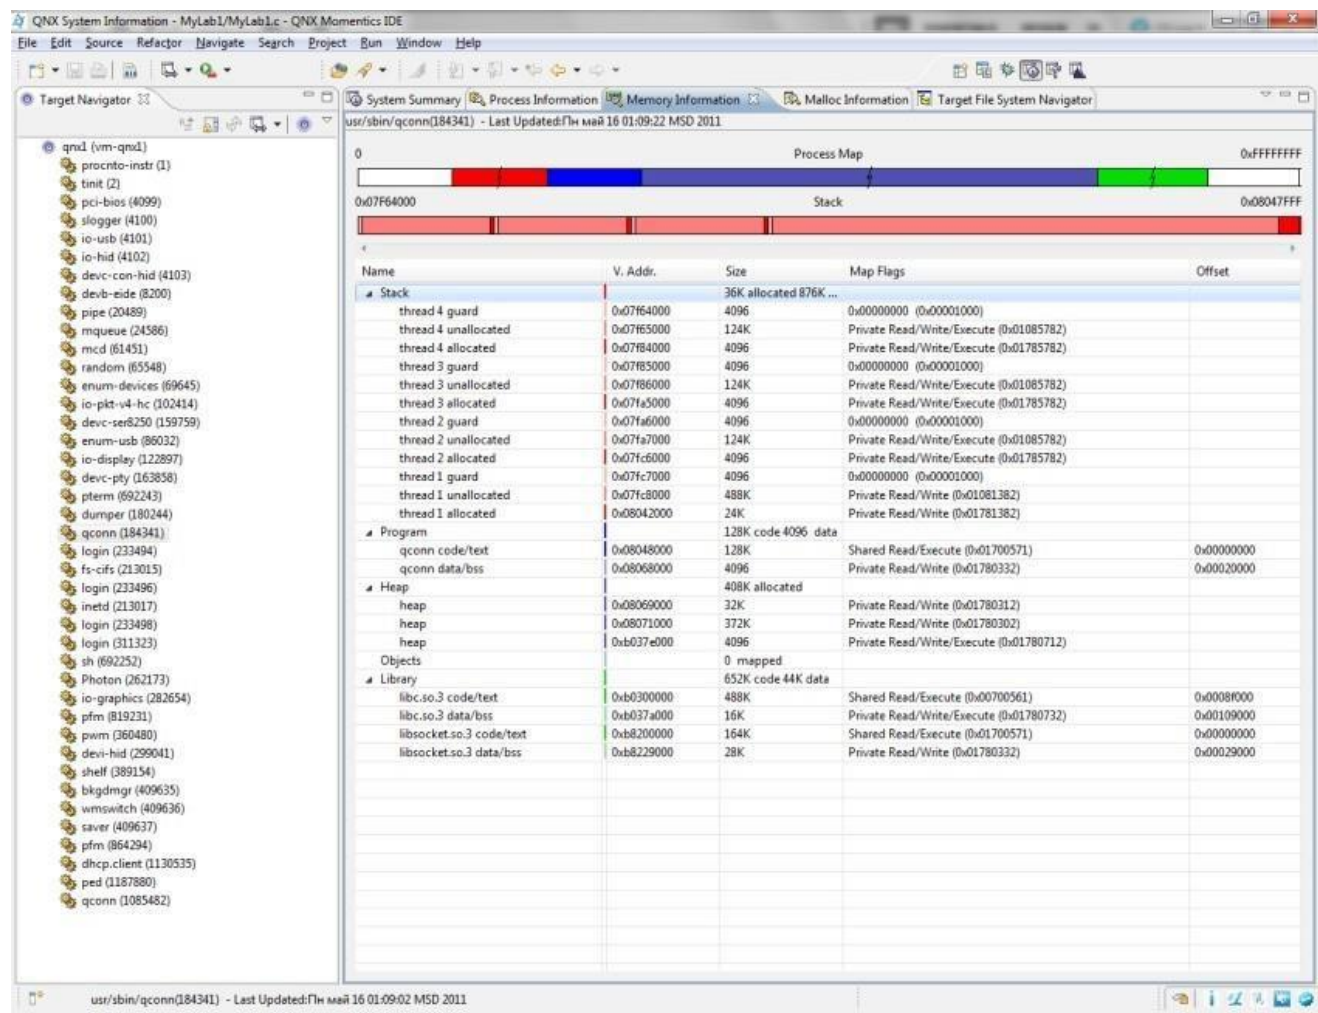 QNX System Information - MyLab1/MyLab1.c - QNX Momentics IDE
File Edit Source Refactor Navigate Search Project Run Window Help
Target Navigator
System Summary Process Information Memory Information Malloc Information Target File System Navigator
usr/sbin/qconn(184341) - Last Updated:Пн май 16 01:09:22 MSD 2011
qnx1 (vm-qnx1)
procnto-instr (1)
tinit (2)
pci-bios (4099)
slogger (4100)
io-usb (4101)
io-hid (4102)
devc-con-hid (4103)
devb-eide (8200)
pipe (20489)
mqueue (24586)
mcd (61451)
random (65548)
enum-devices (69645)
io-pkt-v4-hc (102414)
devc-ser8250 (159759)
enum-usb (86032)
io-display (122897)
devc-pty (163858)
pterm (692243)
dumper (180244)
qconn (184341)
login (233494)
fs-cifs (213015)
login (233496)
inetd (213017)
login (233498)
login (311323)
sh (692252)
Photon (262173)
io-graphics (282654)
pfm (819231)
pwm (360480)
devi-hid (299041)
shelf (389154)
bkgdmgr (409635)
wmswitch (409636)
saver (409637)
pfm (864294)
dhcp.client (1130535)
ped (1187880)
qconn (1085482)
0 Process Map 0xFFFFFFFF
0x07F64000 Stack 0x08047FFF
Name V. Addr. Size Map Flags Offset
Stack 36K allocated 876K ...
thread 4 guard 0x07f64000 4096 0x00000000 (0x00001000)
thread 4 unallocated 0x07f65000 124K Private Read/Write/Execute (0x01085782)
thread 4 allocated 0x07f84000 4096 Private Read/Write/Execute (0x01785782)
thread 3 guard 0x07f85000 4096 0x00000000 (0x00001000)
thread 3 unallocated 0x07f86000 124K Private Read/Write/Execute (0x01085782)
thread 3 allocated 0x07fa5000 4096 Private Read/Write/Execute (0x01785782)
thread 2 guard 0x07fa6000 4096 0x00000000 (0x00001000)
thread 2 unallocated 0x07fa7000 124K Private Read/Write/Execute (0x01085782)
thread 2 allocated 0x07fc6000 4096 Private Read/Write/Execute (0x01785782)
thread 1 guard 0x07fc7000 4096 0x00000000 (0x00001000)
thread 1 unallocated 0x07fc8000 488K Private Read/Write (0x01081382)
thread 1 allocated 0x08042000 24K Private Read/Write (0x01781382)
Program 128K code 4096 data
qconn code/text 0x08048000 128K Shared Read/Execute (0x01700571) 0x00000000
qconn data/bss 0x08068000 4096 Private Read/Write (0x01780332) 0x00020000
Heap 408K allocated
heap 0x08069000 32K Private Read/Write (0x01780312)
heap 0x08071000 372K Private Read/Write (0x01780302)
heap 0xb037e000 4096 Private Read/Write/Execute (0x01780712)
Objects 0 mapped
Library 652K code 44K data
libc.so.3 code/text 0xb0300000 488K Shared Read/Execute (0x00700561) 0x0008f000
libc.so.3 data/bss 0xb037a000 16K Private Read/Write/Execute (0x01780732) 0x00109000
libsocket.so.3 code/text 0xb8200000 164K Shared Read/Execute (0x01700571) 0x00000000
libsocket.so.3 data/bss 0xb8229000 28K Private Read/Write (0x01780332) 0x00029000
usr/sbin/qconn(184341) - Last Updated:Пн май 16 01:09:02 MSD 2011